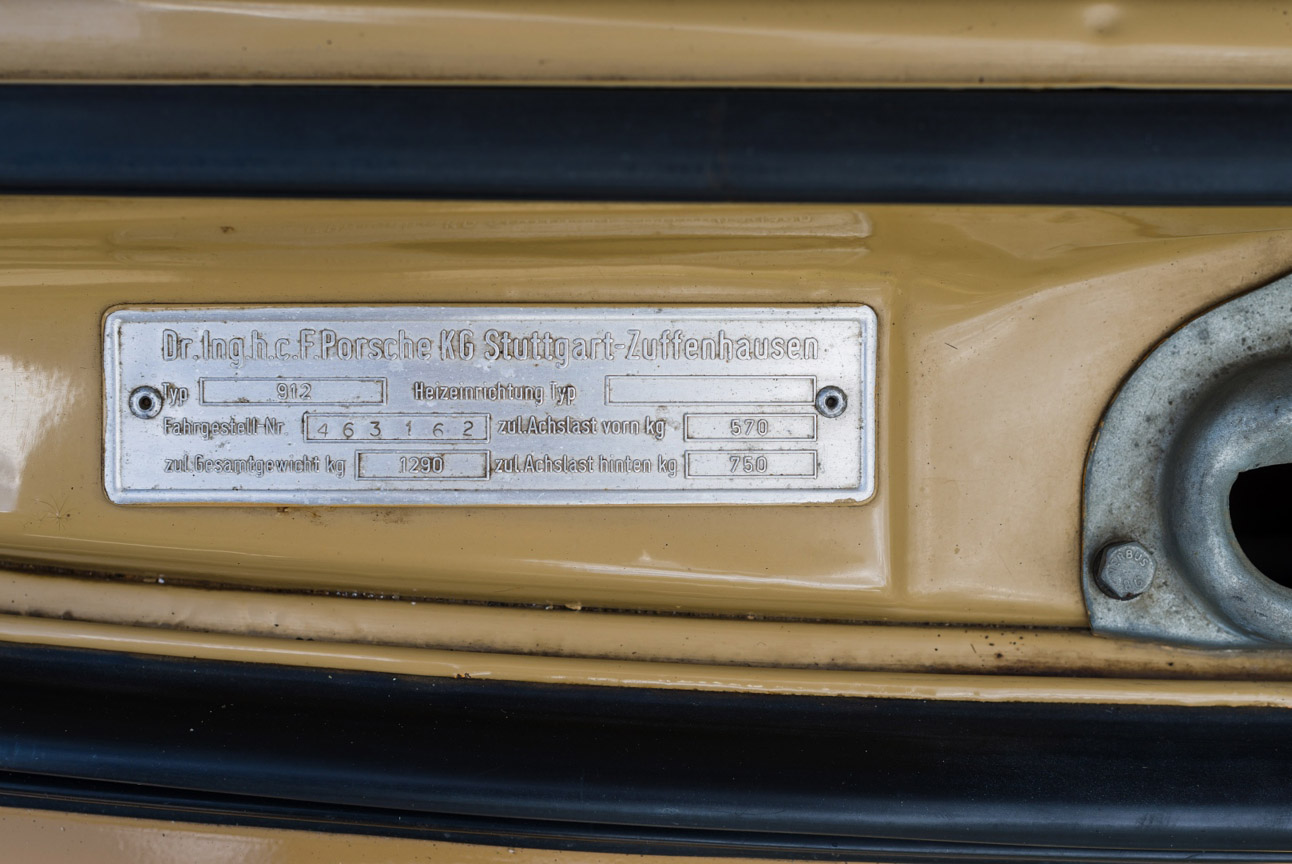 Dr.Ing.h.c.F.Porsche KG Stuttgart-Zuffenhausen
Typ 912 Heizeinrichtung Typ
Fahrgestell-Nr. 463162 zul.Achslast vorn kg 570
zul.Gesamtgewicht kg 1290 zul.Achslast hinten kg 750